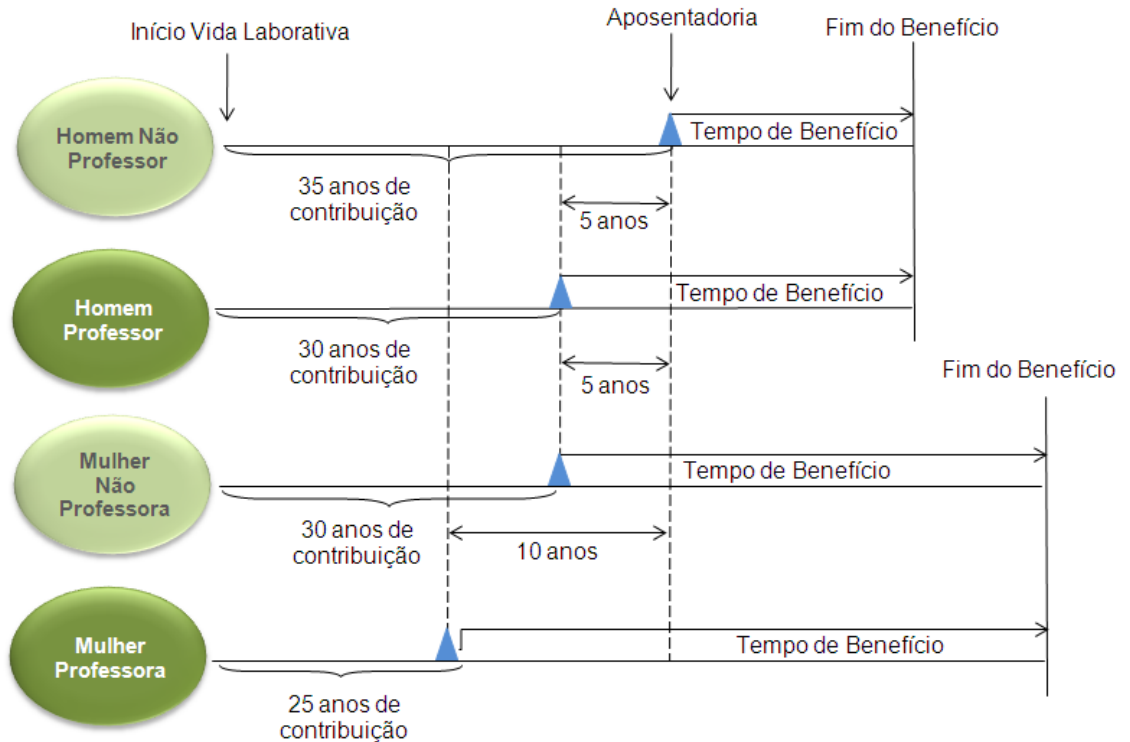 Início Vida Laborativa
Aposentadoria
Fim do Benefício
Homem Não
Professor
Tempo de Benefício
35 anos de
contribuição
5 anos
Homem
Professor
Tempo de Benefício
30 anos de
contribuição
5 anos
Fim do Benefício
Mulher
Não
Professora
Tempo de Benefício
30 anos de
contribuição
10 anos
Mulher
Professora
Tempo de Benefício
25 anos de
contribuição